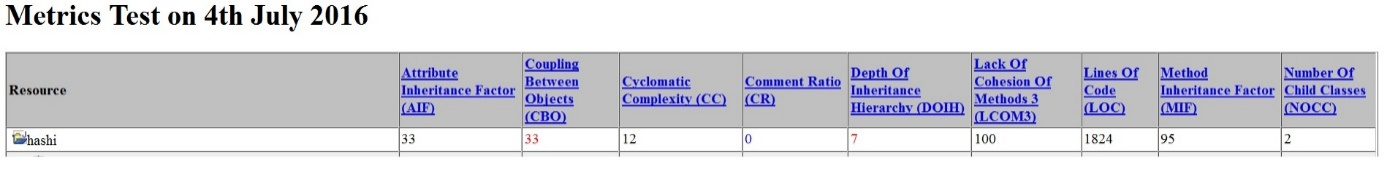 Metrics Test on 4th July 2016
Resource
Attribute
Inheritance Factor
(AIF)
Coupling
Between
Objects
(CBO)
Cyclomatic
Complexity (CC)
Comment Ratio
(CR)
Depth Of
Inheritance
Hierarchy (DOIH)
Lack Of
Cohesion Of
Methods 3
(LCOM3)
Lines Of
Code
(LOC)
Method
Inheritance Factor
(MIF)
Number Of
Child Classes
(NOCC)
hashi 33 33 12 0 7 100 1824 95 2